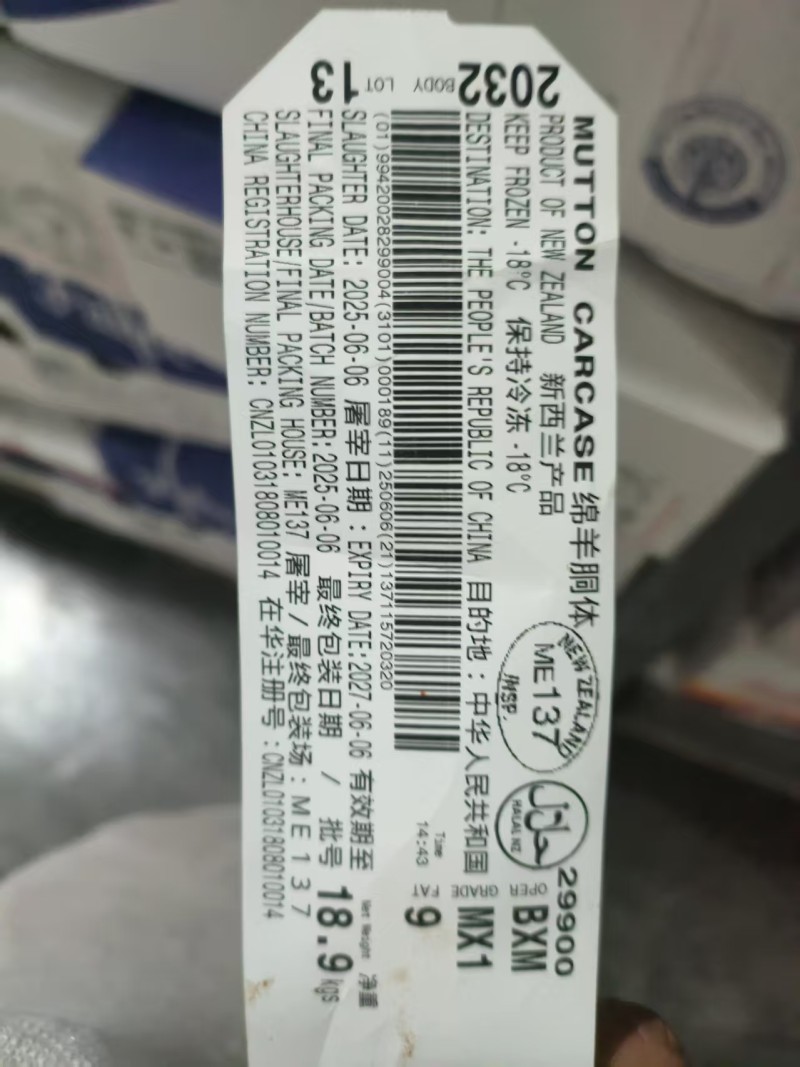 MUTTON CARCASE 绵羊胴体
PRODUCT OF NEW ZEALAND 新西兰产品
KEEP FROZEN -18°C 保持冷冻 -18°C
DESTINATION: THE PEOPLE'S REPUBLIC OF CHINA 目的地：中华人民共和国
(01)99420028299004(3101)000189(11)250606(21)137115720320
SLAUGHTER DATE: 2025-06-06 屠宰日期：EXPIRY DATE: 2027-06-06 有效期至
FINAL PACKING DATE/BATCH NUMBER: 2025-06-06 最终包装日期 / 批号
SLAUGHTERHOUSE/FINAL PACKING HOUSE: ME137 屠宰 / 最终包装场：ME137
CHINA REGISTRATION NUMBER: CNZL01031808010014 在华注册号：CNZL01031808010014
NEW ZEALAND
ME137
INSP.
حلال
HALAL NZ
29900
OPER BXM
GRADE MX1
FAT 9
Time
14:43
Net Weight 净重
18.9kgs
BODY 2032
LOT 13